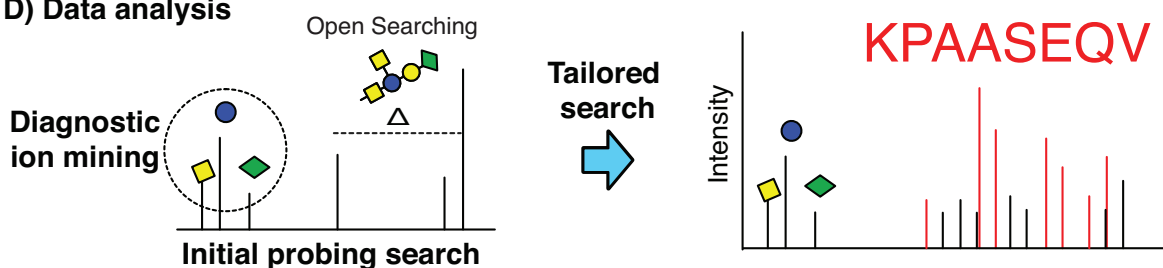 D) Data analysis
Open Searching
Δ
Diagnostic
ion mining
Initial probing search
Tailored
search
Intensity
KPAASEQV